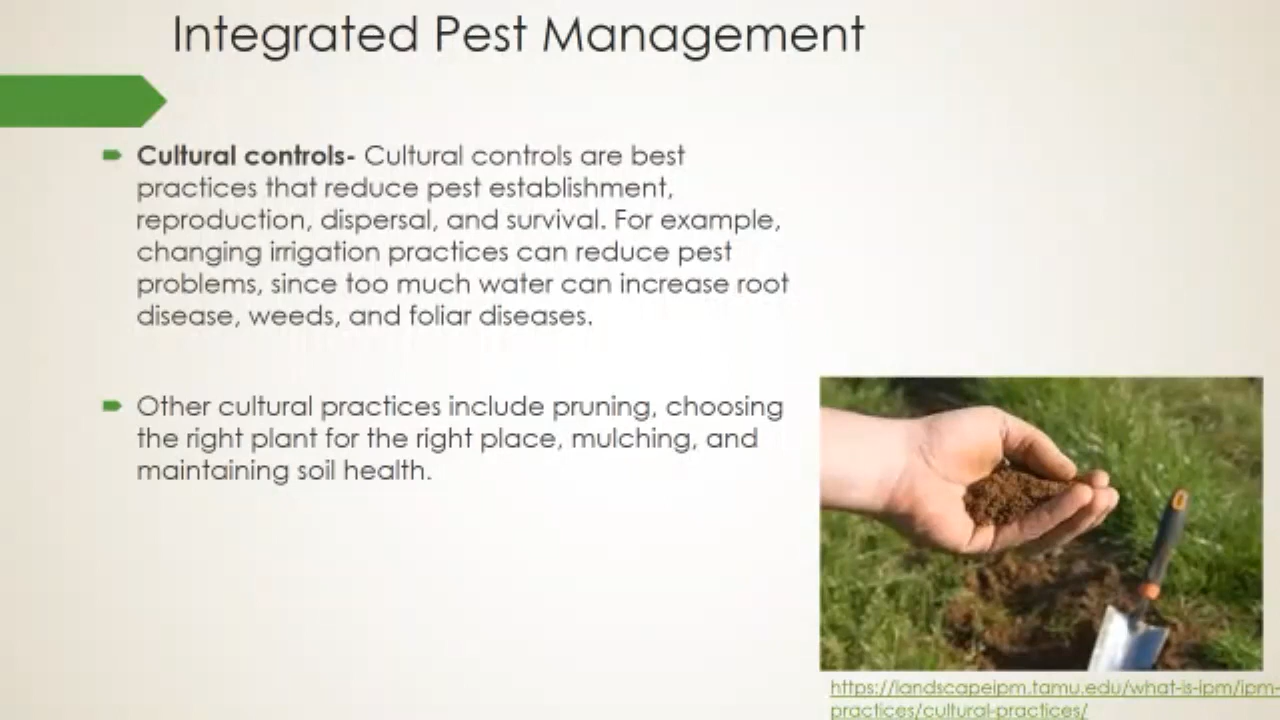 Integrated Pest Management
Cultural controls- Cultural controls are best
practices that reduce pest establishment,
reproduction, dispersal, and survival. For example,
changing irrigation practices can reduce pest
problems, since too much water can increase root
disease, weeds, and foliar diseases.
Other cultural practices include pruning, choosing
the right plant for the right place, mulching, and
maintaining soil health.
https://landscapeipm.tamu.edu/what-is-ipm/ipm-
practices/cultural-practices/